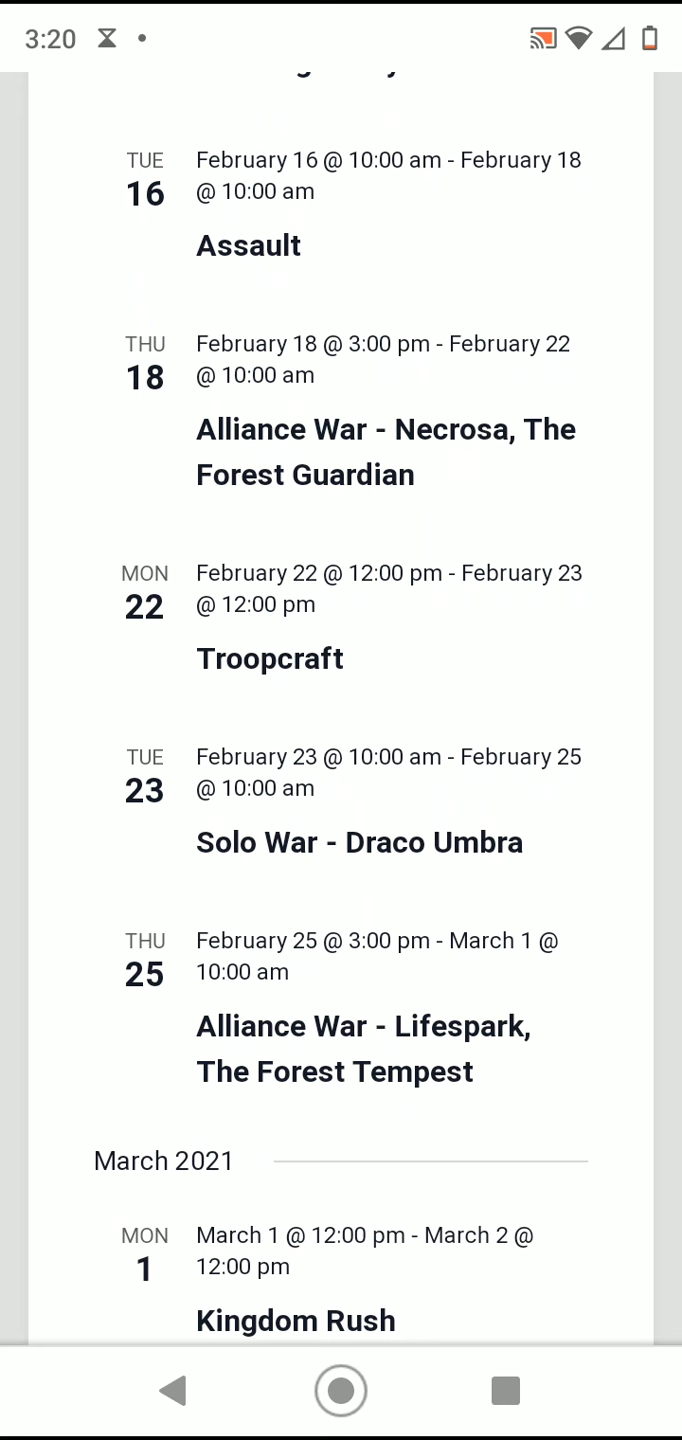 3:20
TUE
16
February 16 @ 10:00 am - February 18
@ 10:00 am
Assault
THU
18
February 18 @ 3:00 pm - February 22
@ 10:00 am
Alliance War - Necrosa, The
Forest Guardian
MON
22
February 22 @ 12:00 pm - February 23
@ 12:00 pm
Troopcraft
TUE
23
February 23 @ 10:00 am - February 25
@ 10:00 am
Solo War - Draco Umbra
THU
25
February 25 @ 3:00 pm - March 1 @
10:00 am
Alliance War - Lifespark,
The Forest Tempest
March 2021
MON
1
March 1 @ 12:00 pm - March 2 @
12:00 pm
Kingdom Rush